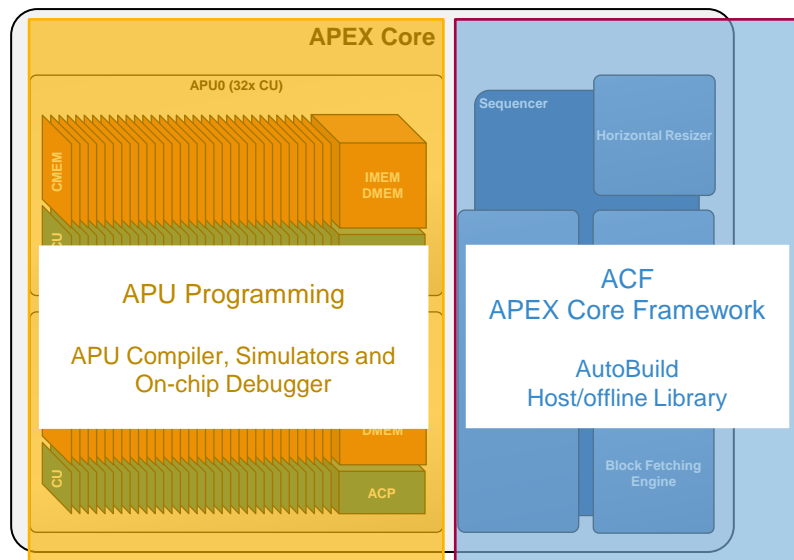 APEX Core
APU0 (32x CU)
CMEM
IMEM
DMEM
CU
Sequencer
Horizontal Resizer
APU Programming
APU Compiler, Simulators and
On-chip Debugger
ACF
APEX Core Framework
AutoBuild
Host/offline Library
DMEM
CU
ACP
Block Fetching
Engine